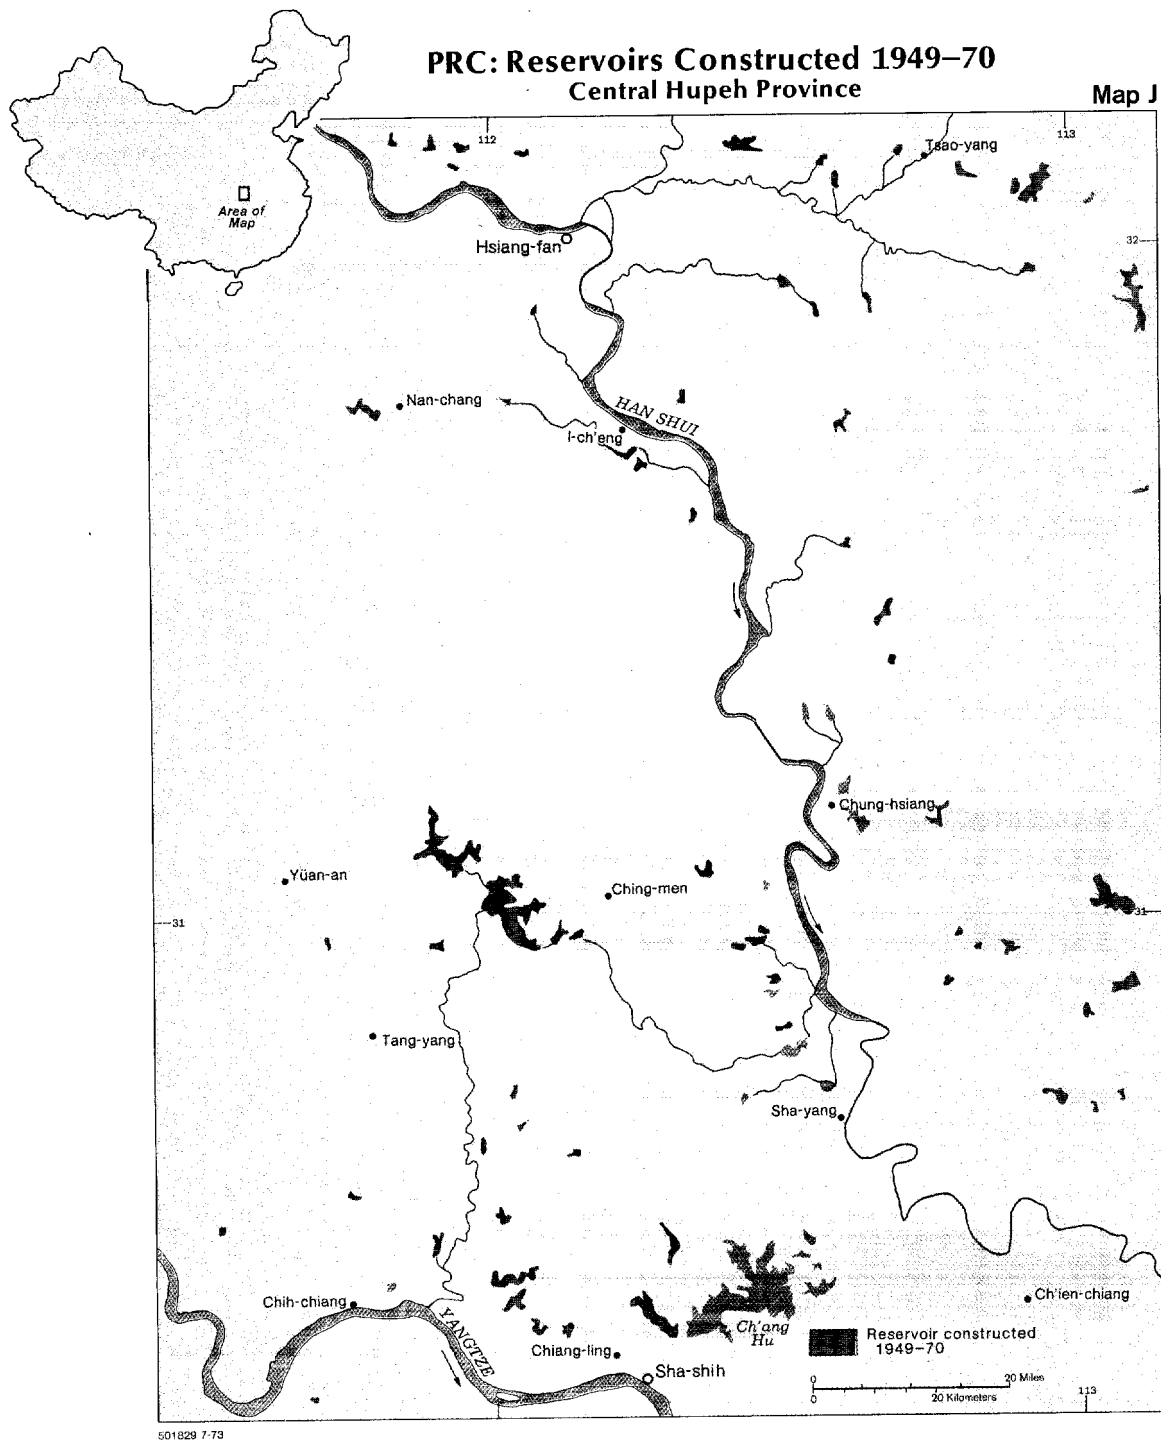 PRC: Reservoirs Constructed 1949–70
Central Hupeh Province
Map J
112
113
Tsao-yang
Area of
Map
Hsiang-fan
32
Nan-chang
HAN SHUI
I-ch'eng
Chung-hsiang
Yüan-an
Ching-men
31
31
Tang-yang
Sha-yang
Chih-chiang
YANGTZE
Ch'ien-chiang
Ch'ang
Hu
Reservoir constructed
1949–70
Chiang-ling
Sha-shih
0 20 Miles
0 20 Kilometers
113
501829 7-73